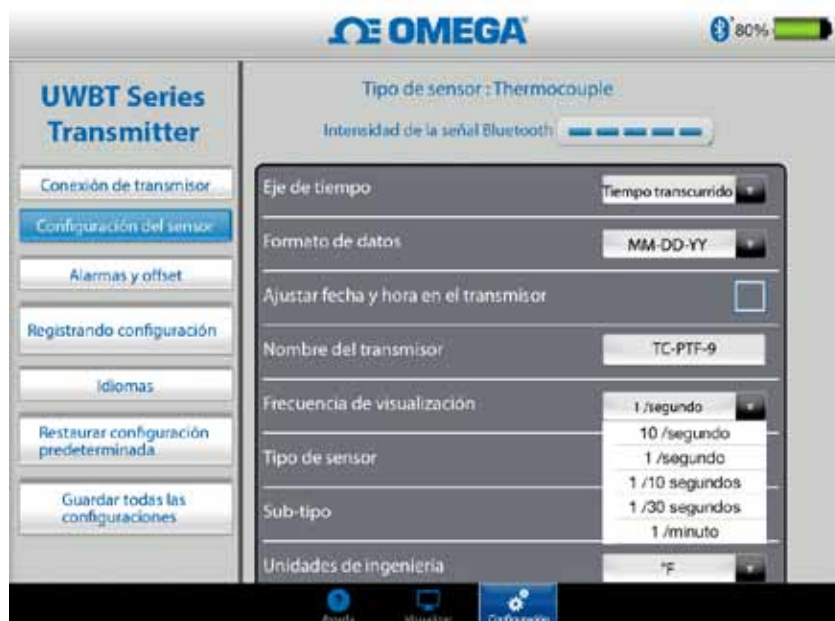 OMEGA
80%
UWBT Series
Transmitter
Conexión de transmisor
Configuración del sensor
Alarmas y offset
Registrando configuración
Idiomas
Restaurar configuración
predeterminada
Guardar todas las
configuraciones
Tipo de sensor : Thermocouple
Intensidad de la señal Bluetooth
Eje de tiempo
Tiempo transcurrido
Formato de datos
MM-DD-YY
Ajustar fecha y hora en el transmisor
Nombre del transmisor
TC-PTF-9
Frecuencia de visualización
1 /segundo
10 /segundo
1 /segundo
1 /10 segundos
1 /30 segundos
1 /minuto
Tipo de sensor
Sub-tipo
Unidades de ingeniería
°F
Ayuda
Visualizar
Configuración